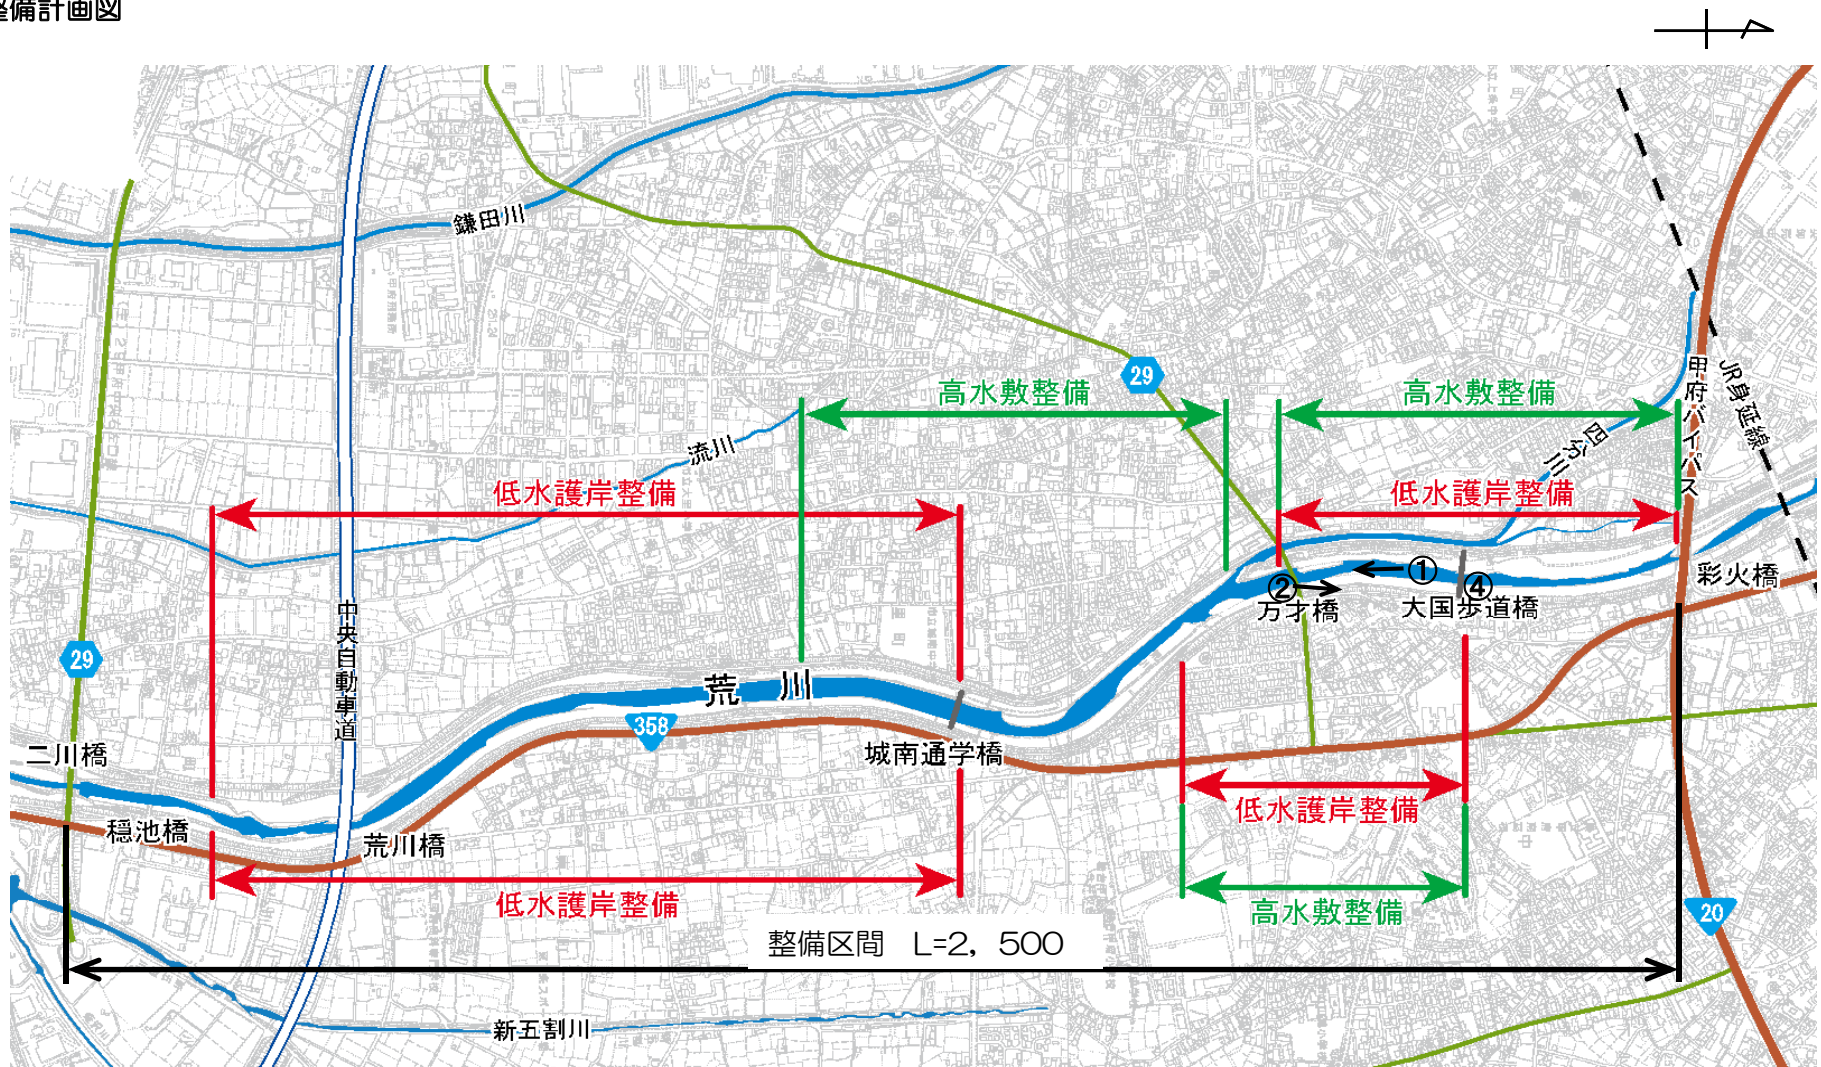 整備計画図
鎌田川
29
高水敷整備
高水敷整備
甲府バイパス
JR身延線
流川
四分川
低水護岸整備
低水護岸整備
彩火橋
①
②
④
万才橋
大国歩道橋
中央自動車道
29
荒川
358
二川橋
城南通学橋
低水護岸整備
穏池橋
荒川橋
低水護岸整備
高水敷整備
20
整備区間 L=2,500
新五割川